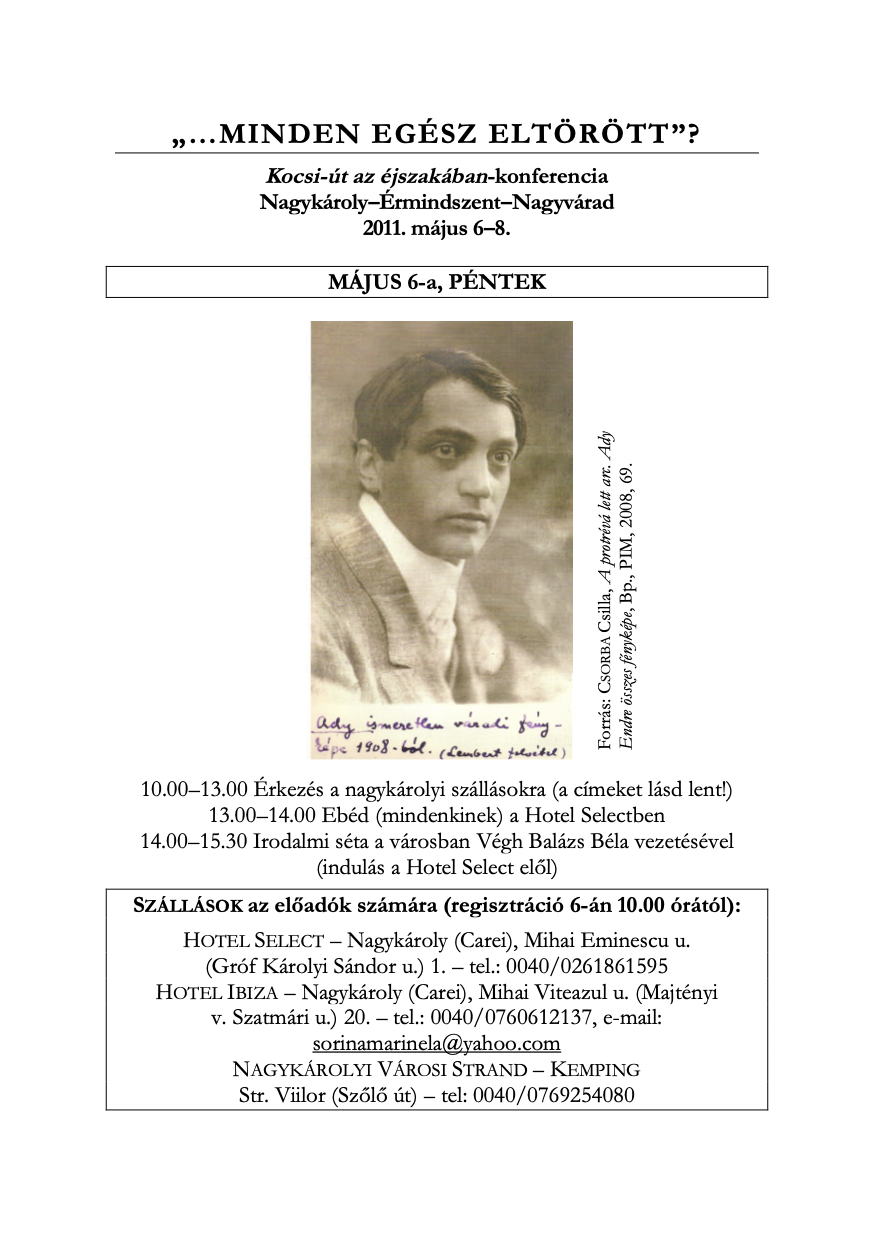 „…MINDEN EGÉSZ ELTÖRÖTT”?
Kocsi-út az éjszakában-konferencia
Nagykároly–Érmindszent–Nagyvárad
2011. május 6–8.
MÁJUS 6-a, PÉNTEK
Forrás: CSORBA Csilla, A protrévá lett arc. Ady
Endre összes fényképe, Bp., PIM, 2008, 69.
Ady ismeretlen váradi fény-
képe 1908-ból. (Lembert felvétel)
10.00–13.00 Érkezés a nagykárolyi szállásokra (a címeket lásd lent!)
13.00–14.00 Ebéd (mindenkinek) a Hotel Selectben
14.00–15.30 Irodalmi séta a városban Végh Balázs Béla vezetésével
(indulás a Hotel Select elől)
SZÁLLÁSOK az előadók számára (regisztráció 6-án 10.00 órától):
HOTEL SELECT – Nagykároly (Carei), Mihai Eminescu u.
(Gróf Károlyi Sándor u.) 1. – tel.: 0040/0261861595
HOTEL IBIZA – Nagykároly (Carei), Mihai Viteazul u. (Majtényi
v. Szatmári u.) 20. – tel.: 0040/0760612137, e-mail:
sorinamarinela@yahoo.com
NAGYKÁROLYI VÁROSI STRAND – KEMPING
Str. Viilor (Szőlő út) – tel: 0040/0769254080